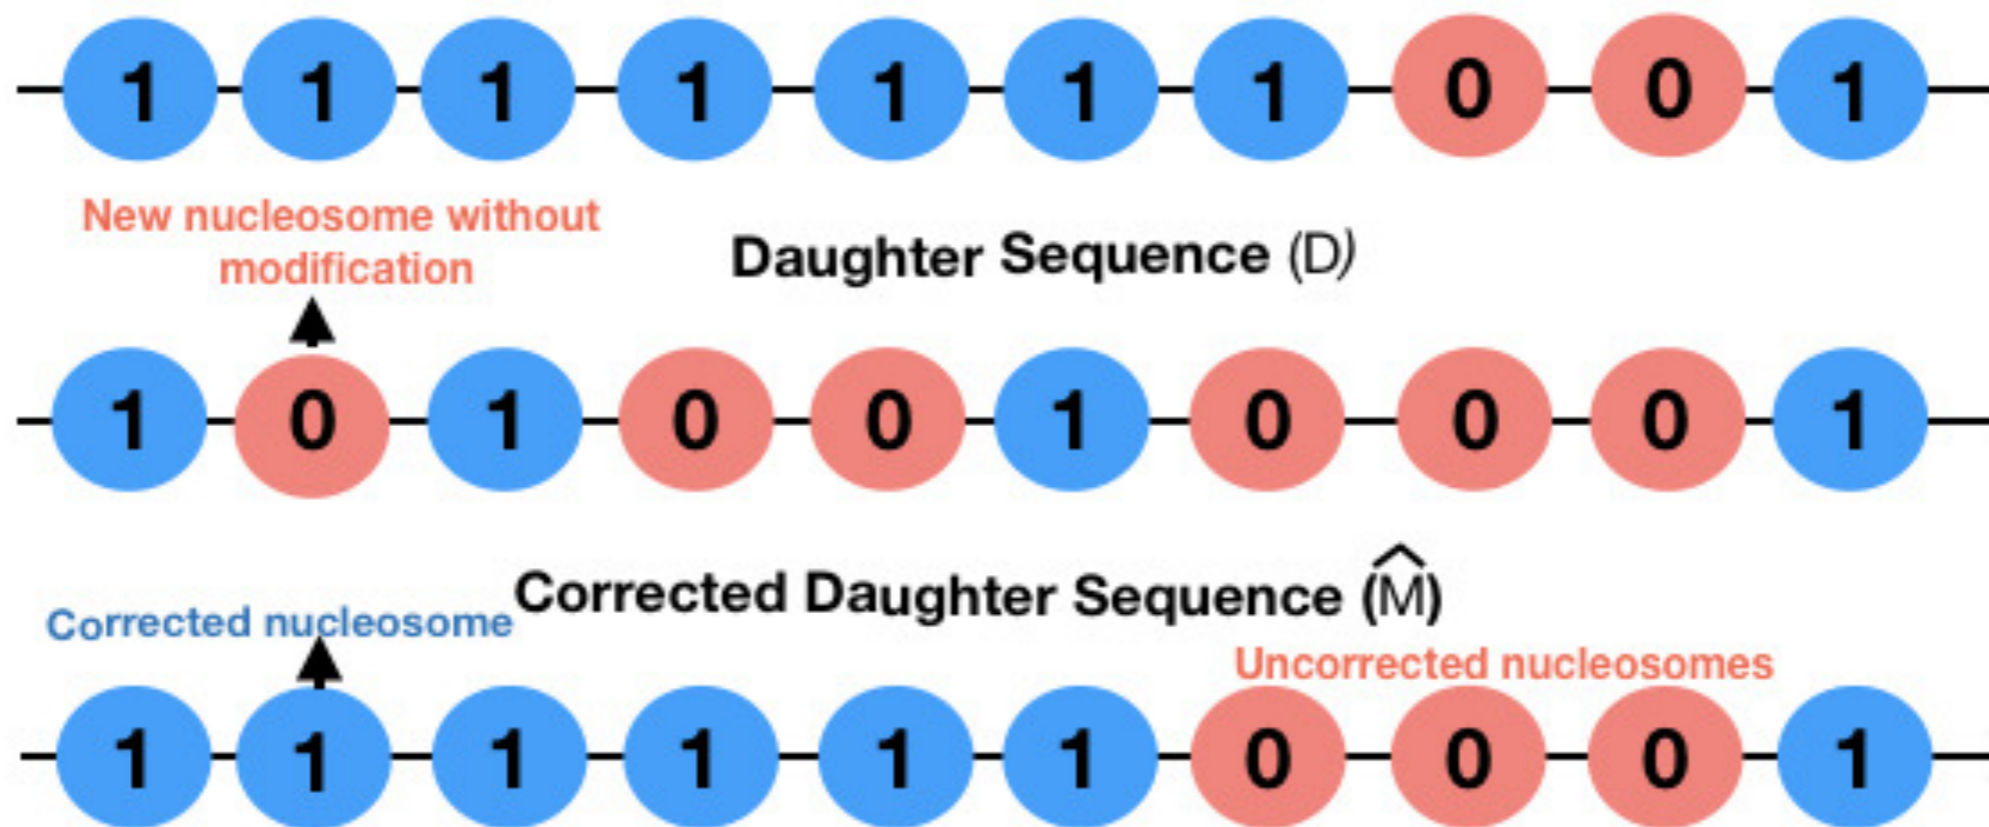 1 1 1 1 1 1 1 0 0 1
New nucleosome without
modification
Daughter Sequence (D)
1 0 1 0 0 1 0 0 0 1
Corrected Daughter Sequence (M̂)
Corrected nucleosome
Uncorrected nucleosomes
1 1 1 1 1 1 0 0 0 1